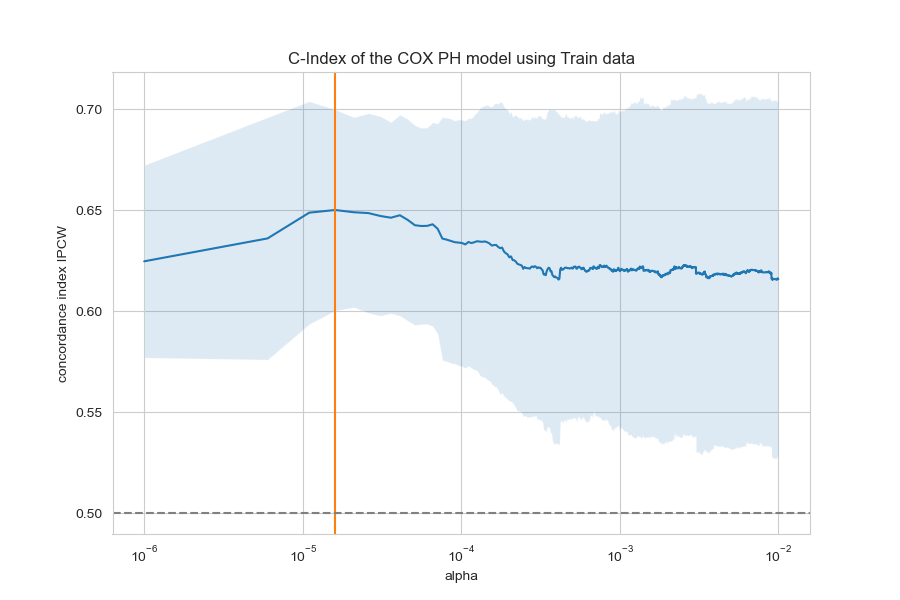 C-Index of the COX PH model using Train data
concordance index IPCW
0.70
0.65
0.60
0.55
0.50
10⁻⁶ 10⁻⁵ 10⁻⁴ 10⁻³ 10⁻²
alpha